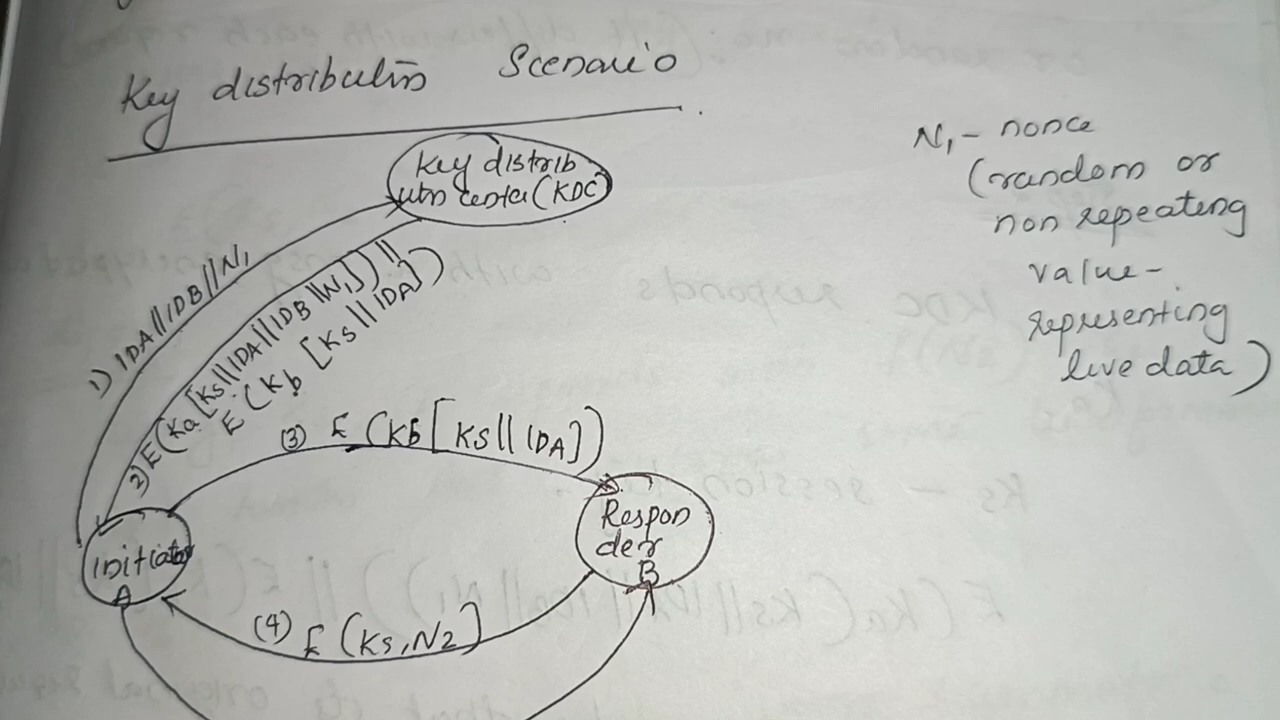 Key distribution Scenario
Key distrib
ution center (KDC)
N1 - nonce
(random or
non repeating
value -
representing
live data)
1) IDA || IDB || N1
2) E(Ka[Ks || IDA || IDB || N1]) ||
E(Kb[Ks || IDA])
(3) E(Kb[Ks || IDA])
Initiator
A
Respon
der
B
(4) E(Ks, N2)